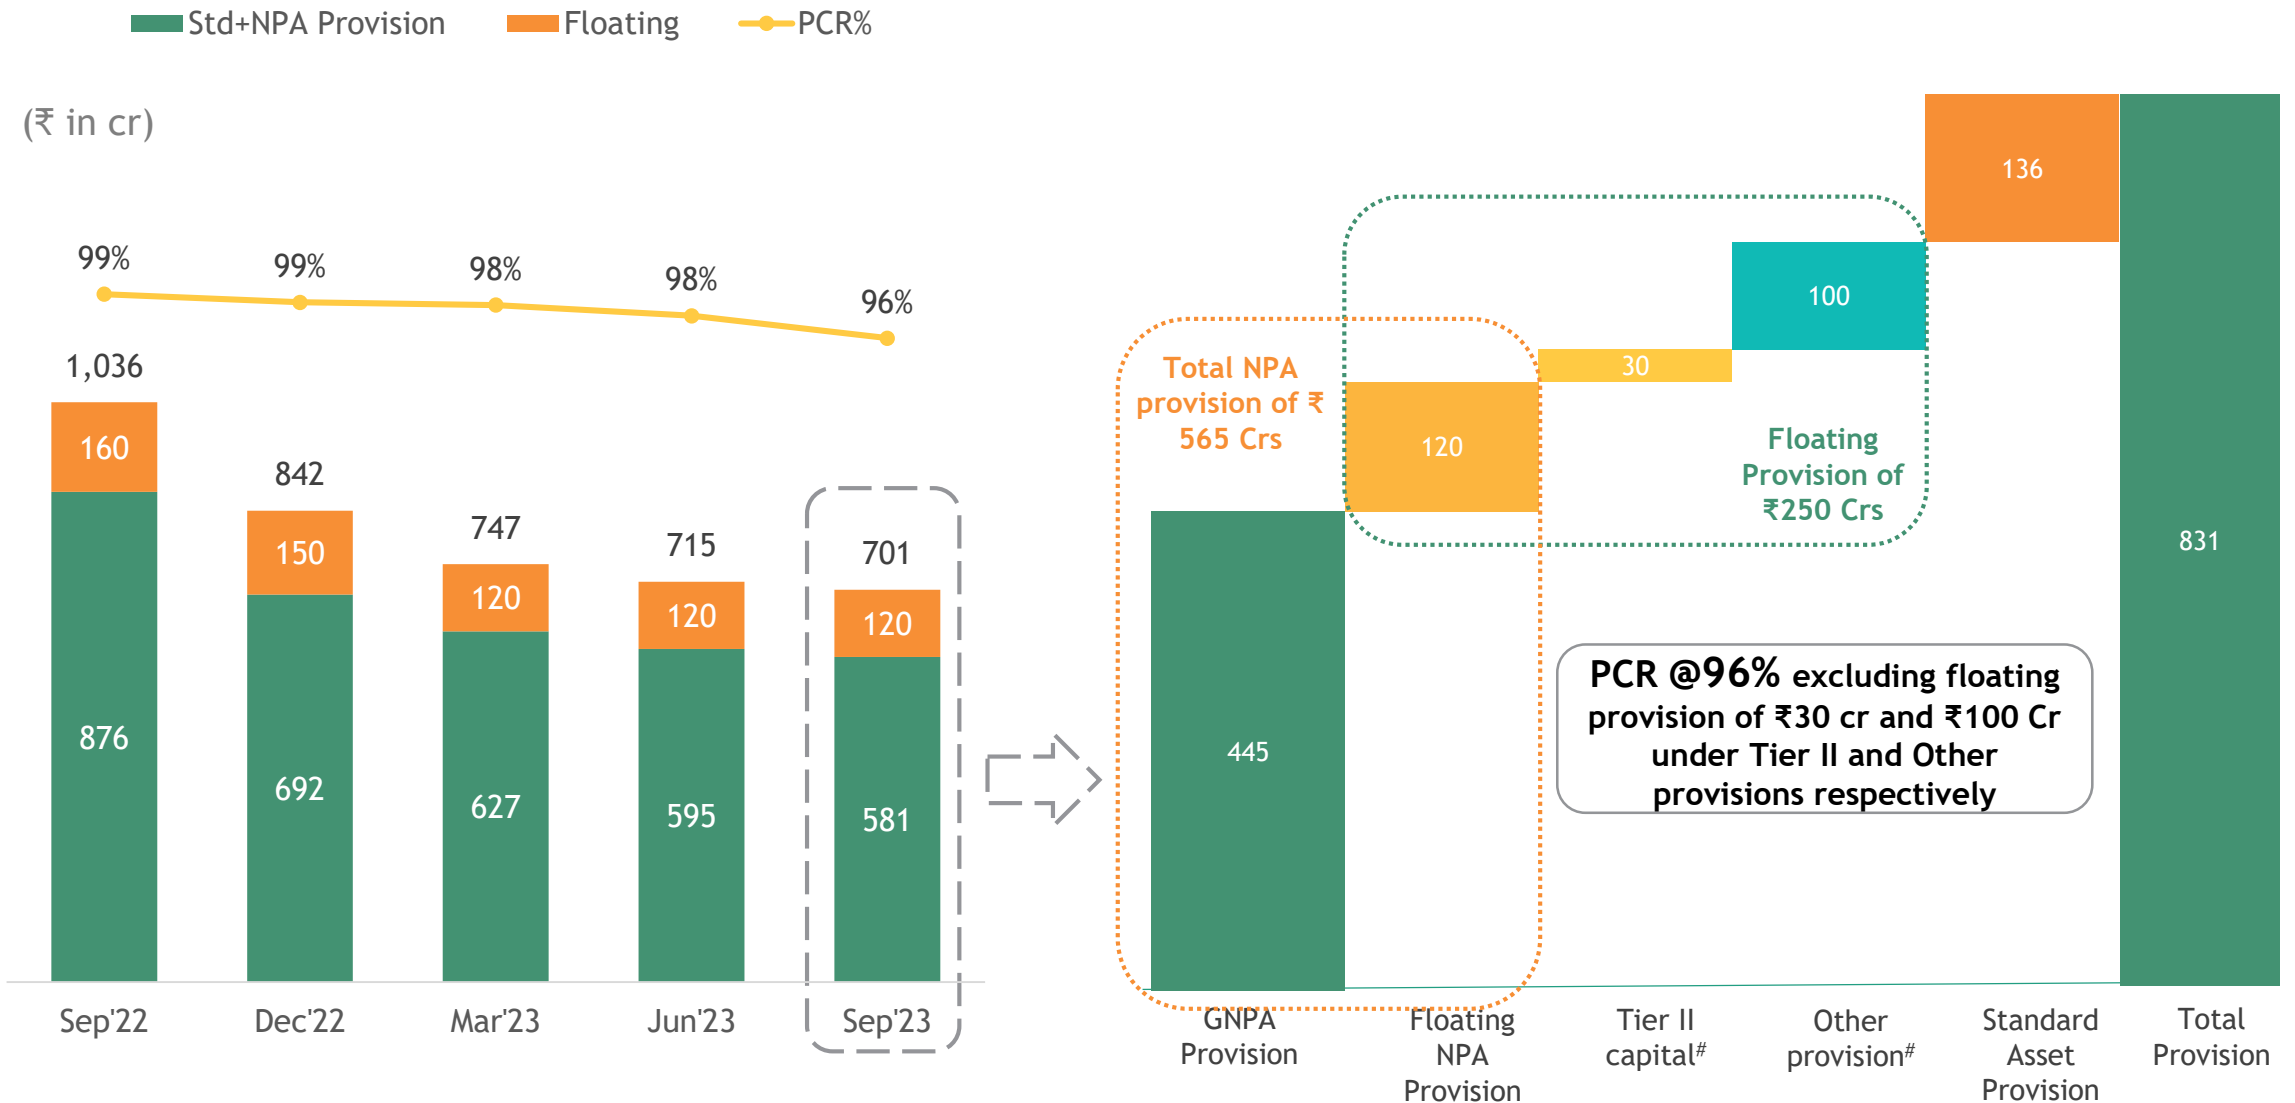 Std+NPA Provision Floating PCR%
(₹ in cr)
99% 99% 98% 98% 96%
1,036 842 747 715 701
160 150 120 120 120
876 692 627 595 581
Sep'22 Dec'22 Mar'23 Jun'23 Sep'23
136
100
30
120
445
831
Total NPA
provision of ₹
565 Crs
Floating
Provision of
₹250 Crs
PCR @96% excluding floating
provision of ₹30 cr and ₹100 Cr
under Tier II and Other
provisions respectively
GNPA
Provision
Floating
NPA
Provision
Tier II
capital#
Other
provision#
Standard
Asset
Provision
Total
Provision